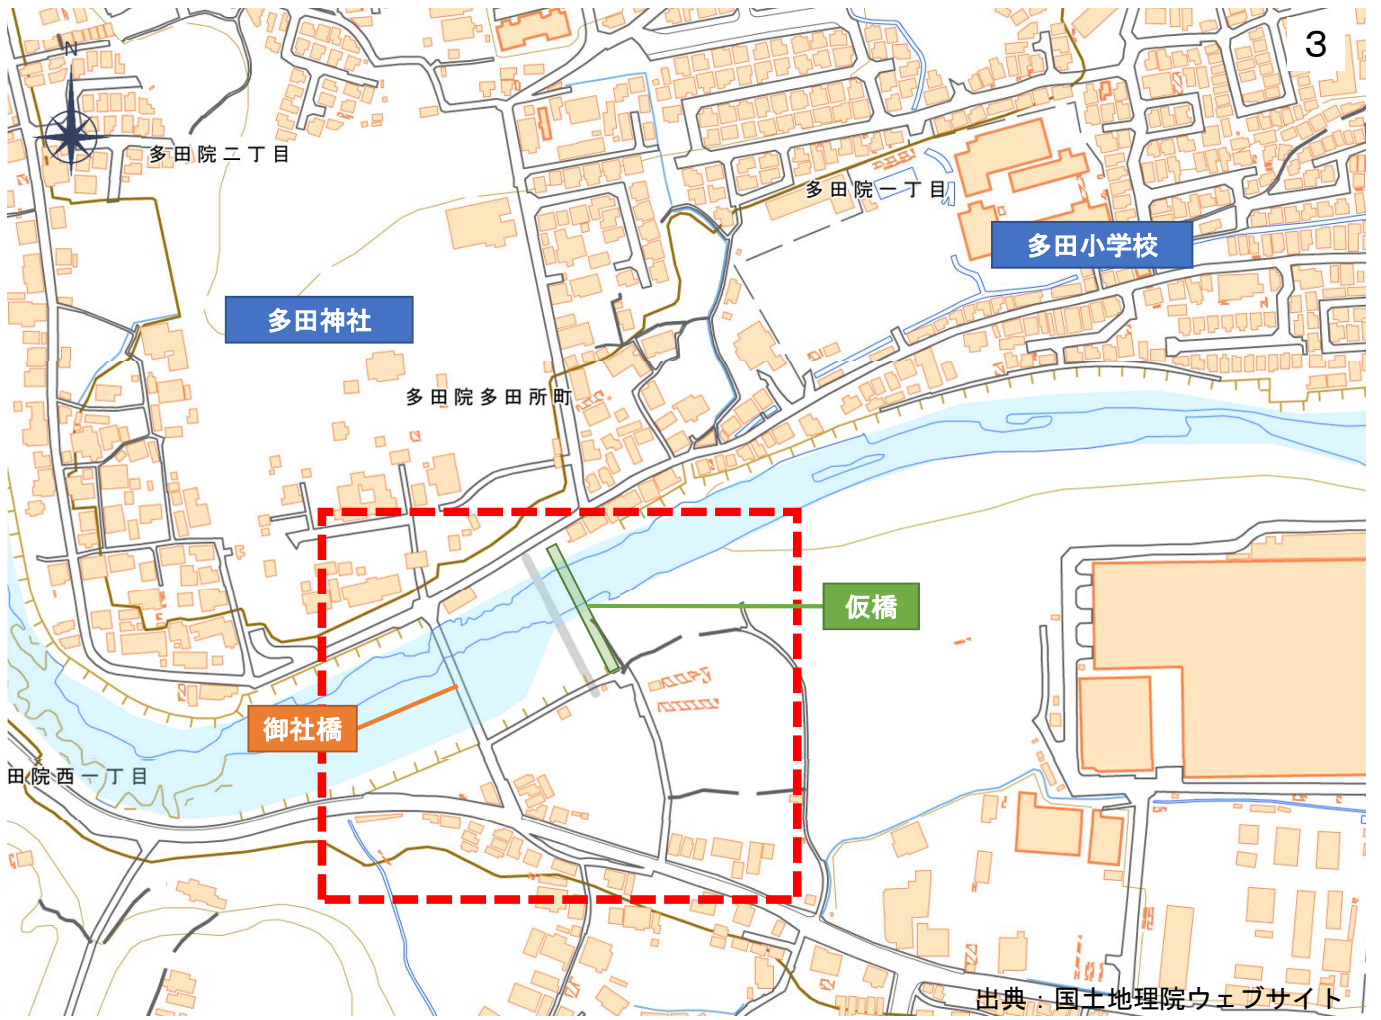 3
N
多田院二丁目
多田院一丁目
多田小学校
多田神社
多田院多田所町
仮橋
御社橋
田院西一丁目
出典：国土地理院ウェブサイト